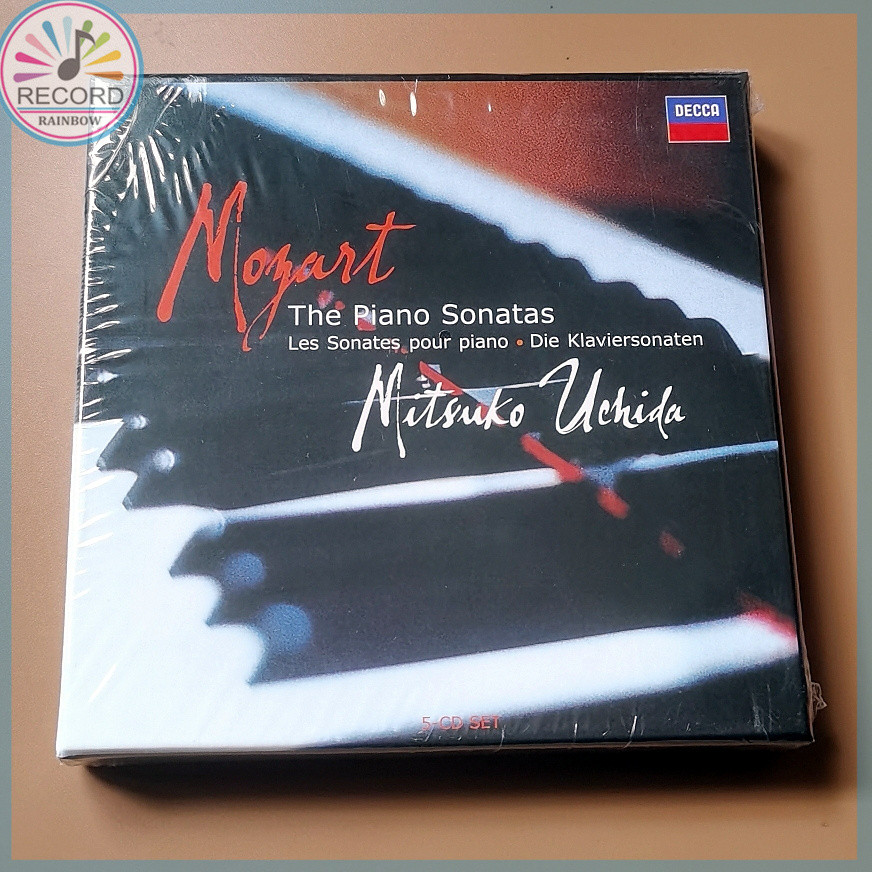 RECORD
RAINBOW
DECCA
Mozart
The Piano Sonatas
Les Sonates pour piano • Die Klaviersonaten
Mitsuko Uchida
5-CD SET